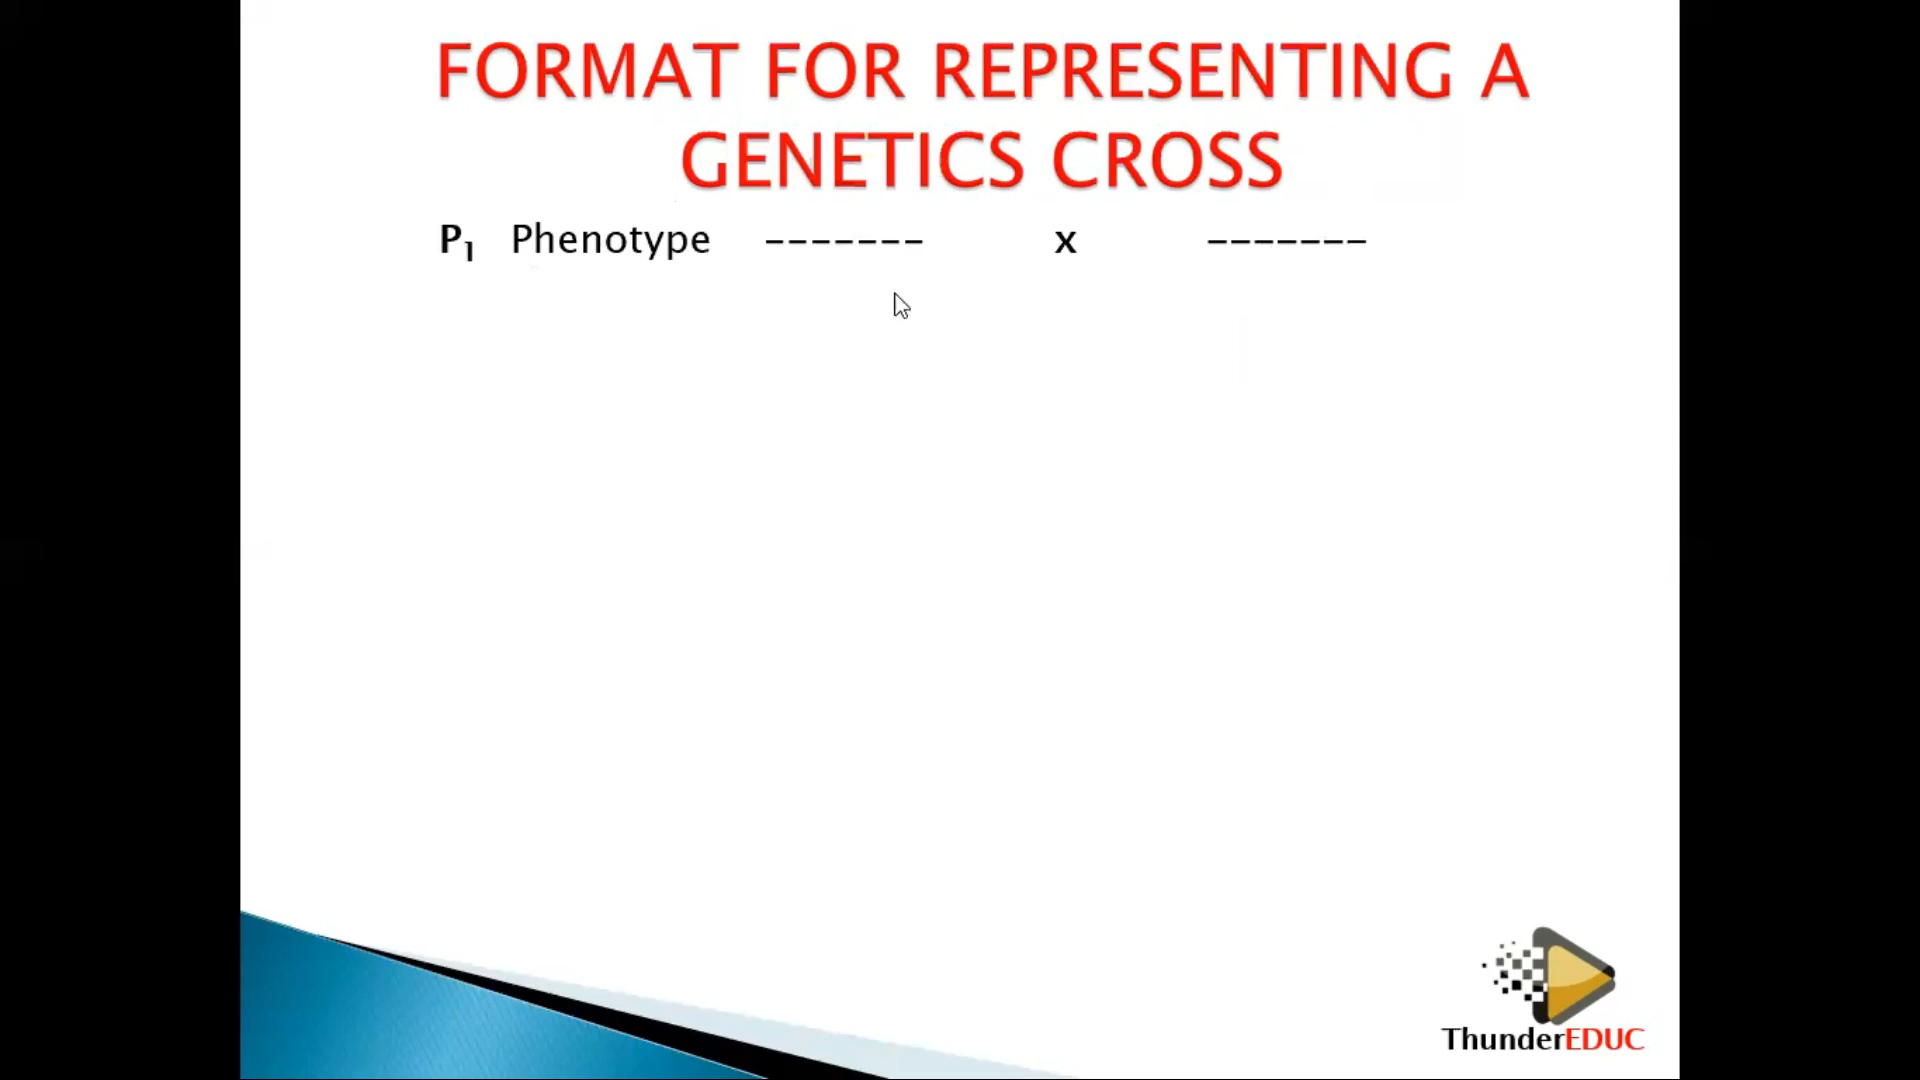 FORMAT FOR REPRESENTING A
GENETICS CROSS
P₁ Phenotype ------- x -------
ThunderEDUC